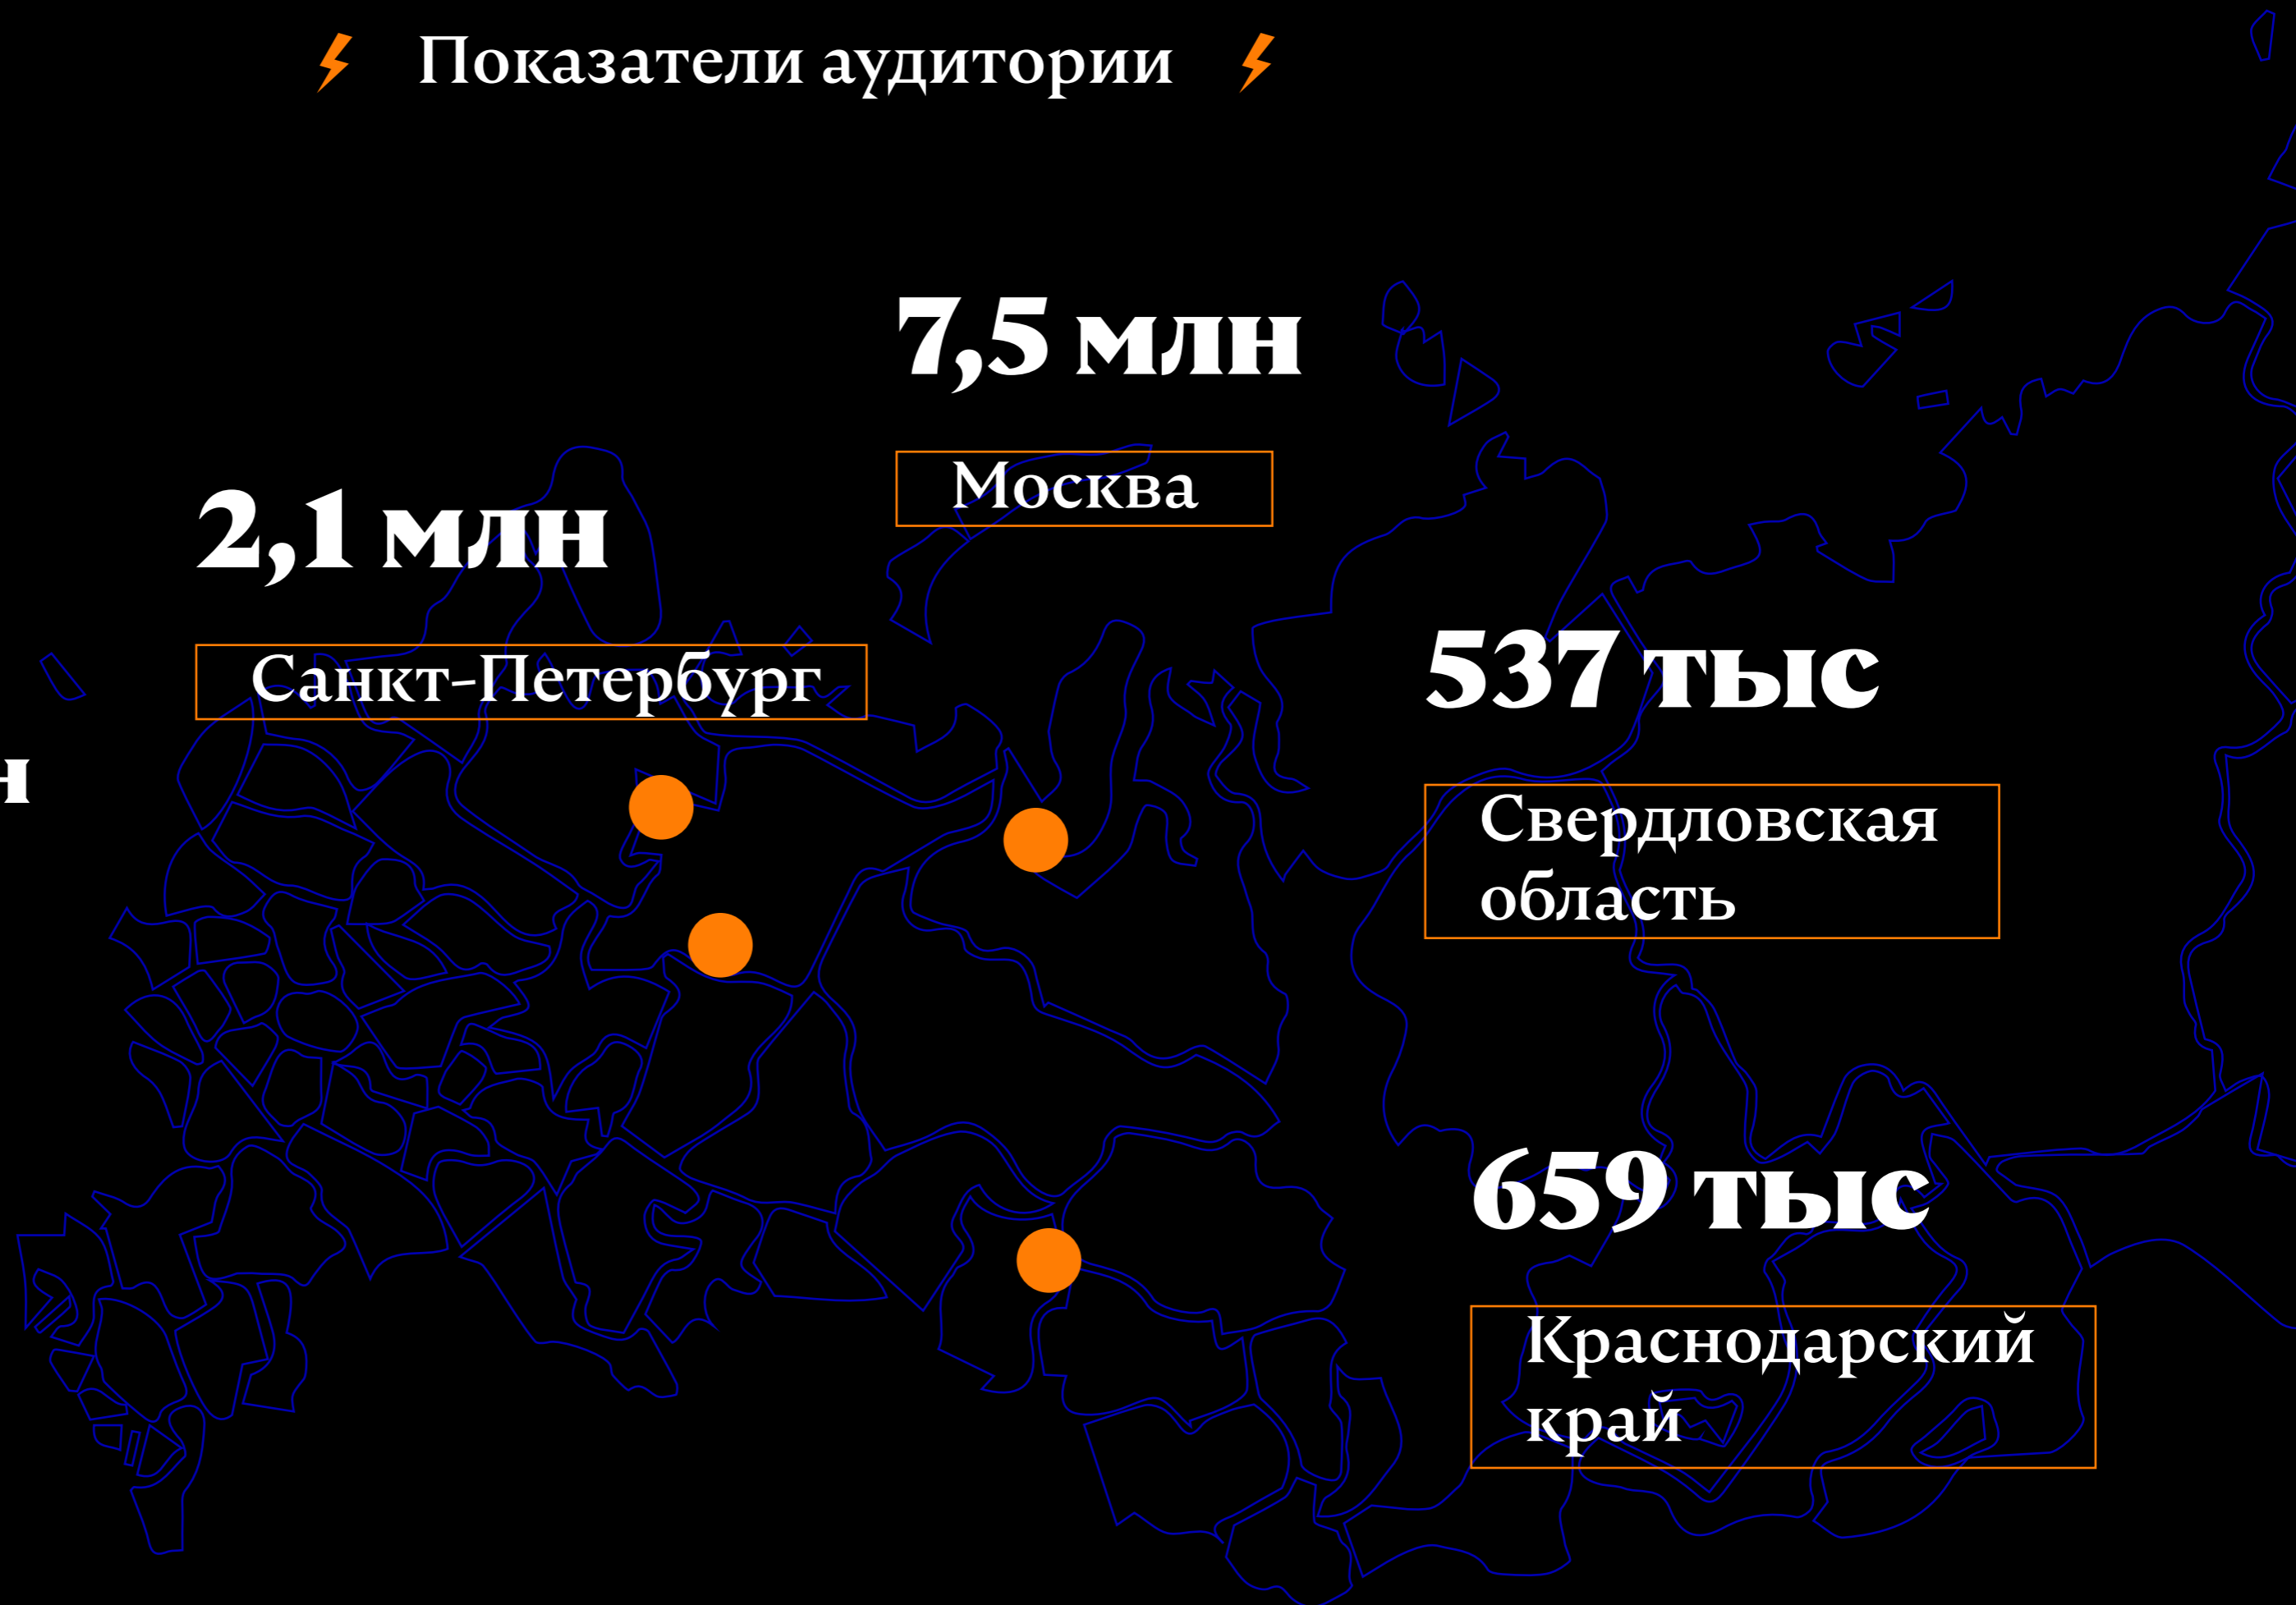 Показатели аудитории
7,5 млн
Москва
2,1 млн
Санкт-Петербург
537 тыс
Свердловская
область
659 тыс
Краснодарский
край